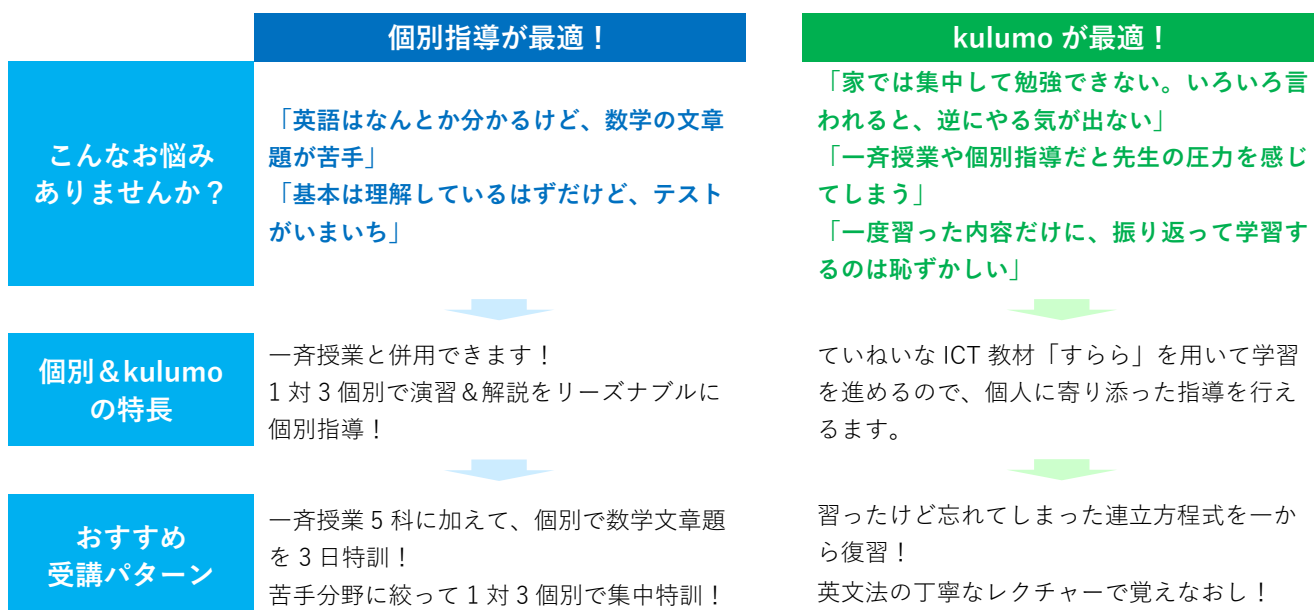 個別指導が最適！
kulumo が最適！
こんなお悩み
ありませんか？
「英語はなんとか分かるけど、数学の文章
題が苦手」
「基本は理解しているはずだけど、テスト
がいまいち」
「家では集中して勉強できない。いろいろ言
われると、逆にやる気が出ない」
「一斉授業や個別指導だと先生の圧力を感じ
てしまう」
「一度習った内容だけに、振り返って学習す
るのは恥ずかしい」
個別＆kulumo
の特長
一斉授業と併用できます！
1 対 3 個別で演習＆解説をリーズナブルに
個別指導！
ていねいな ICT 教材「すらら」を用いて学習
を進めるので、個人に寄り添った指導を行え
るます。
おすすめ
受講パターン
一斉授業 5 科に加えて、個別で数学文章題
を 3 日特訓！
苦手分野に絞って 1 対 3 個別で集中特訓！
習ったけど忘れてしまった連立方程式を一か
ら復習！
英文法の丁寧なレクチャーで覚えなおし！